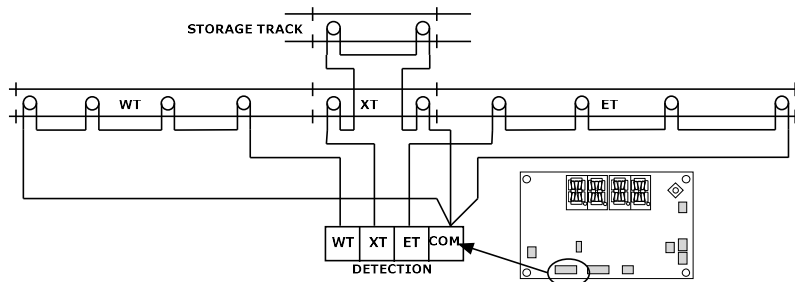 STORAGE TRACK
WT
XT
ET
WT
XT
ET
COM
DETECTION